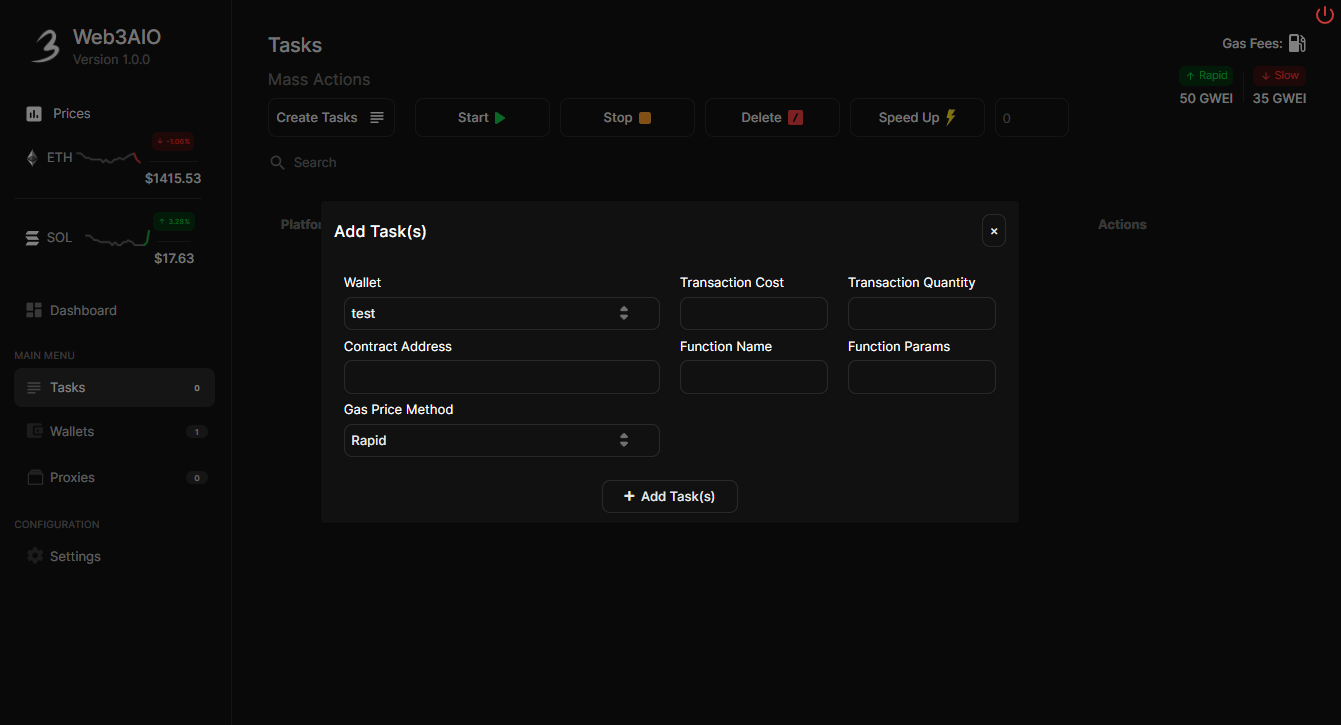 Web3AIO
Version 1.0.0
Prices
-1.06%
ETH
$1415.53
3.28%
SOL
$17.63
Dashboard
MAIN MENU
Tasks 0
Wallets 1
Proxies 0
CONFIGURATION
Settings
Tasks
Gas Fees:
Rapid Slow
50 GWEI 35 GWEI
Mass Actions
Create Tasks Start Stop Delete Speed Up 0
Search
Actions
Add Task(s) ×
Wallet Transaction Cost Transaction Quantity
test
Contract Address Function Name Function Params
Gas Price Method
Rapid
+ Add Task(s)